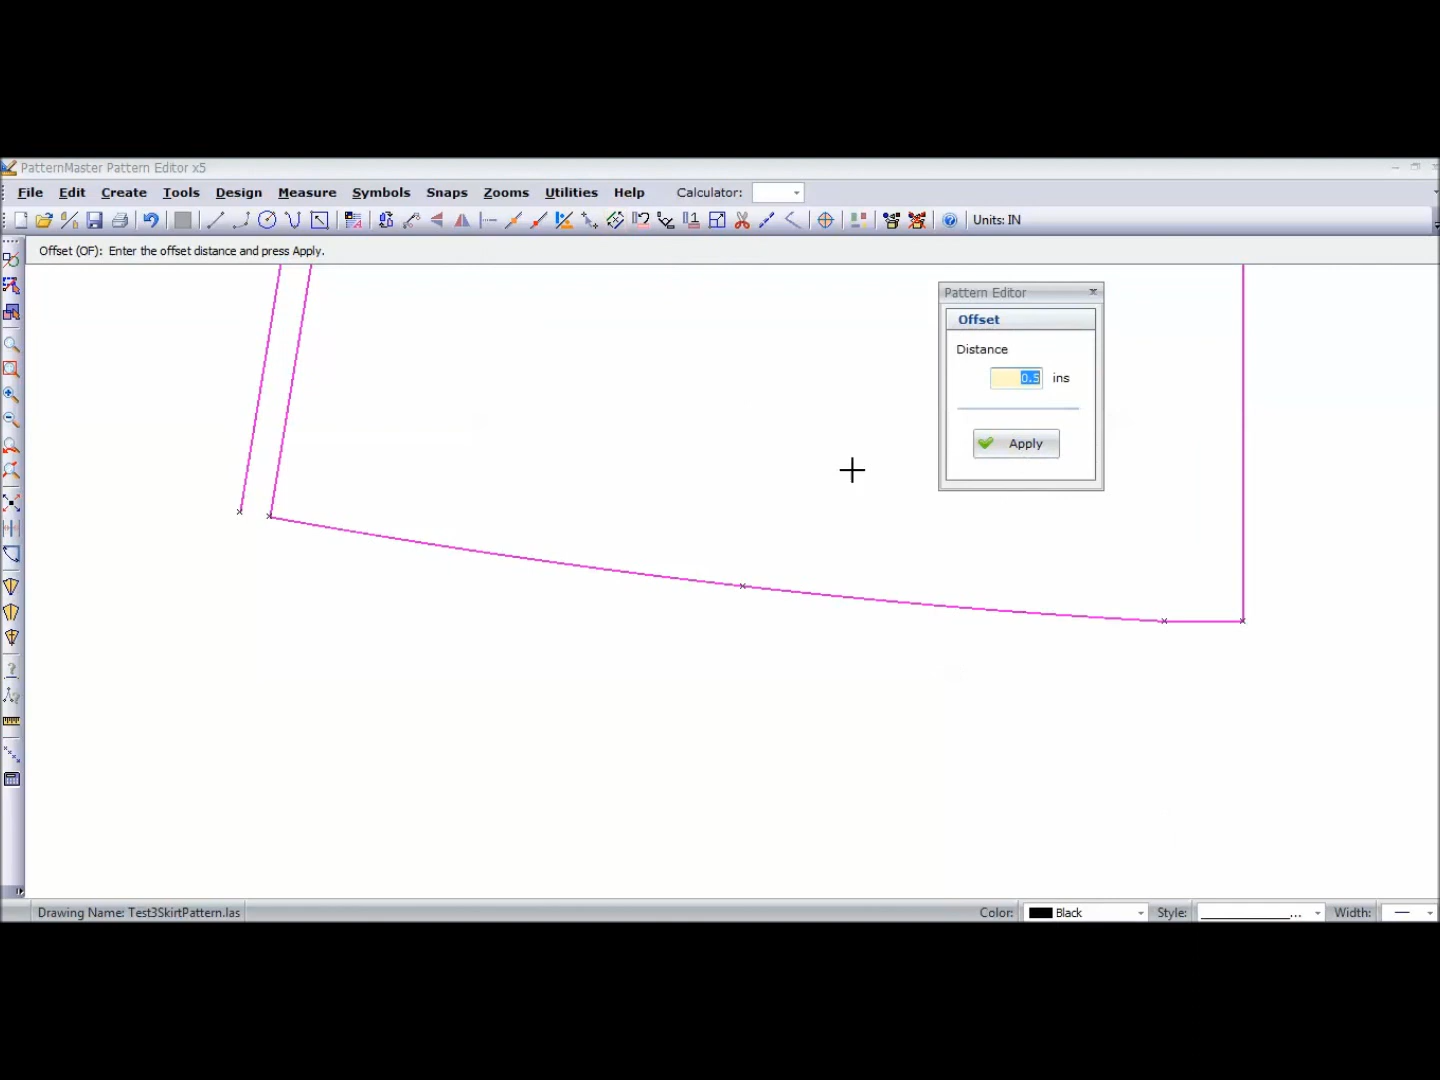 PatternMaster Pattern Editor x5
File Edit Create Tools Design Measure Symbols Snaps Zooms Utilities Help Calculator:
Units: IN
Offset (OF): Enter the offset distance and press Apply.
Pattern Editor
Offset
Distance
0.5 ins
Apply
Drawing Name: Test3SkirtPattern.las
Color: Black Style: ... Width: